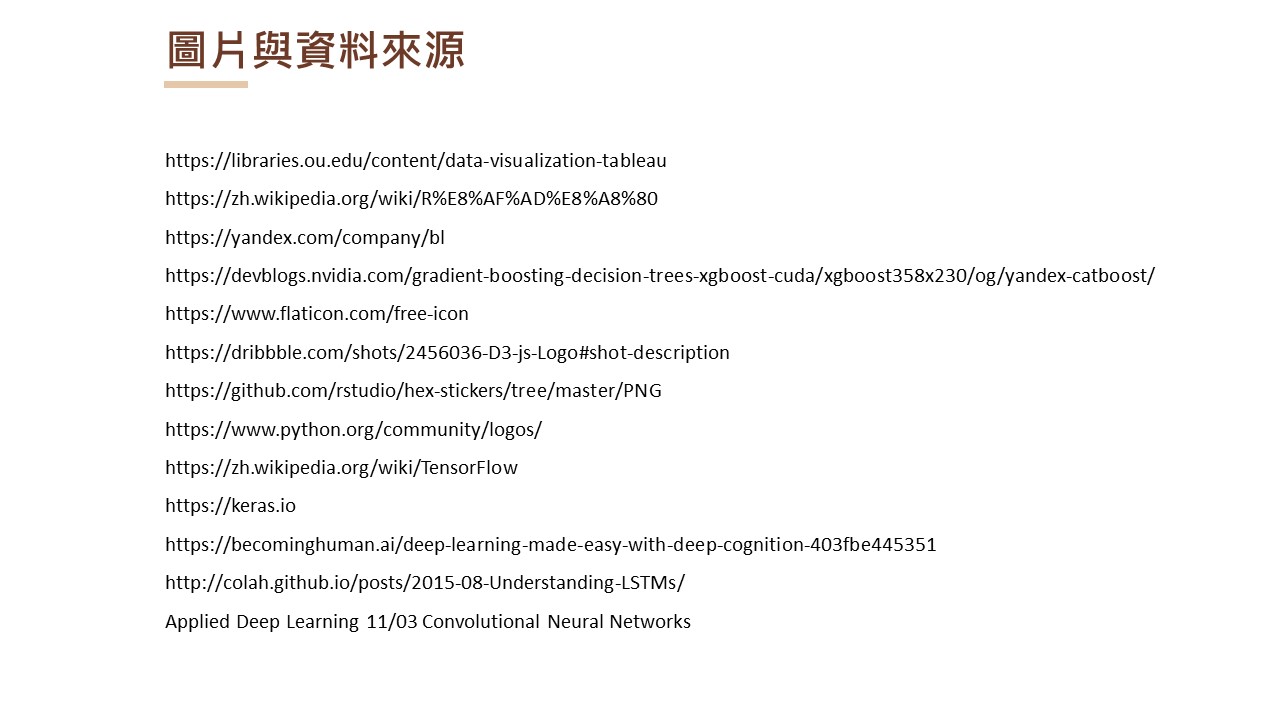 圖片與資料來源
https://libraries.ou.edu/content/data-visualization-tableau
https://zh.wikipedia.org/wiki/R%E8%AF%AD%E8%A8%80
https://yandex.com/company/bl
https://devblogs.nvidia.com/gradient-boosting-decision-trees-xgboost-cuda/xgboost358x230/og/yandex-catboost/
https://www.flaticon.com/free-icon
https://dribbble.com/shots/2456036-D3-js-Logo#shot-description
https://github.com/rstudio/hex-stickers/tree/master/PNG
https://www.python.org/community/logos/
https://zh.wikipedia.org/wiki/TensorFlow
https://keras.io
https://becominghuman.ai/deep-learning-made-easy-with-deep-cognition-403fbe445351
http://colah.github.io/posts/2015-08-Understanding-LSTMs/
Applied Deep Learning 11/03 Convolutional Neural Networks